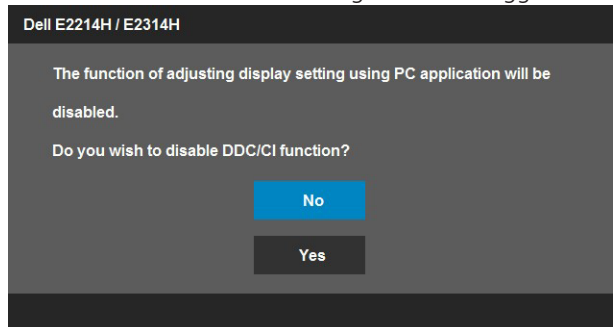 Dell E2214H / E2314H
The function of adjusting display setting using PC application will be
disabled.
Do you wish to disable DDC/CI function?
No
Yes